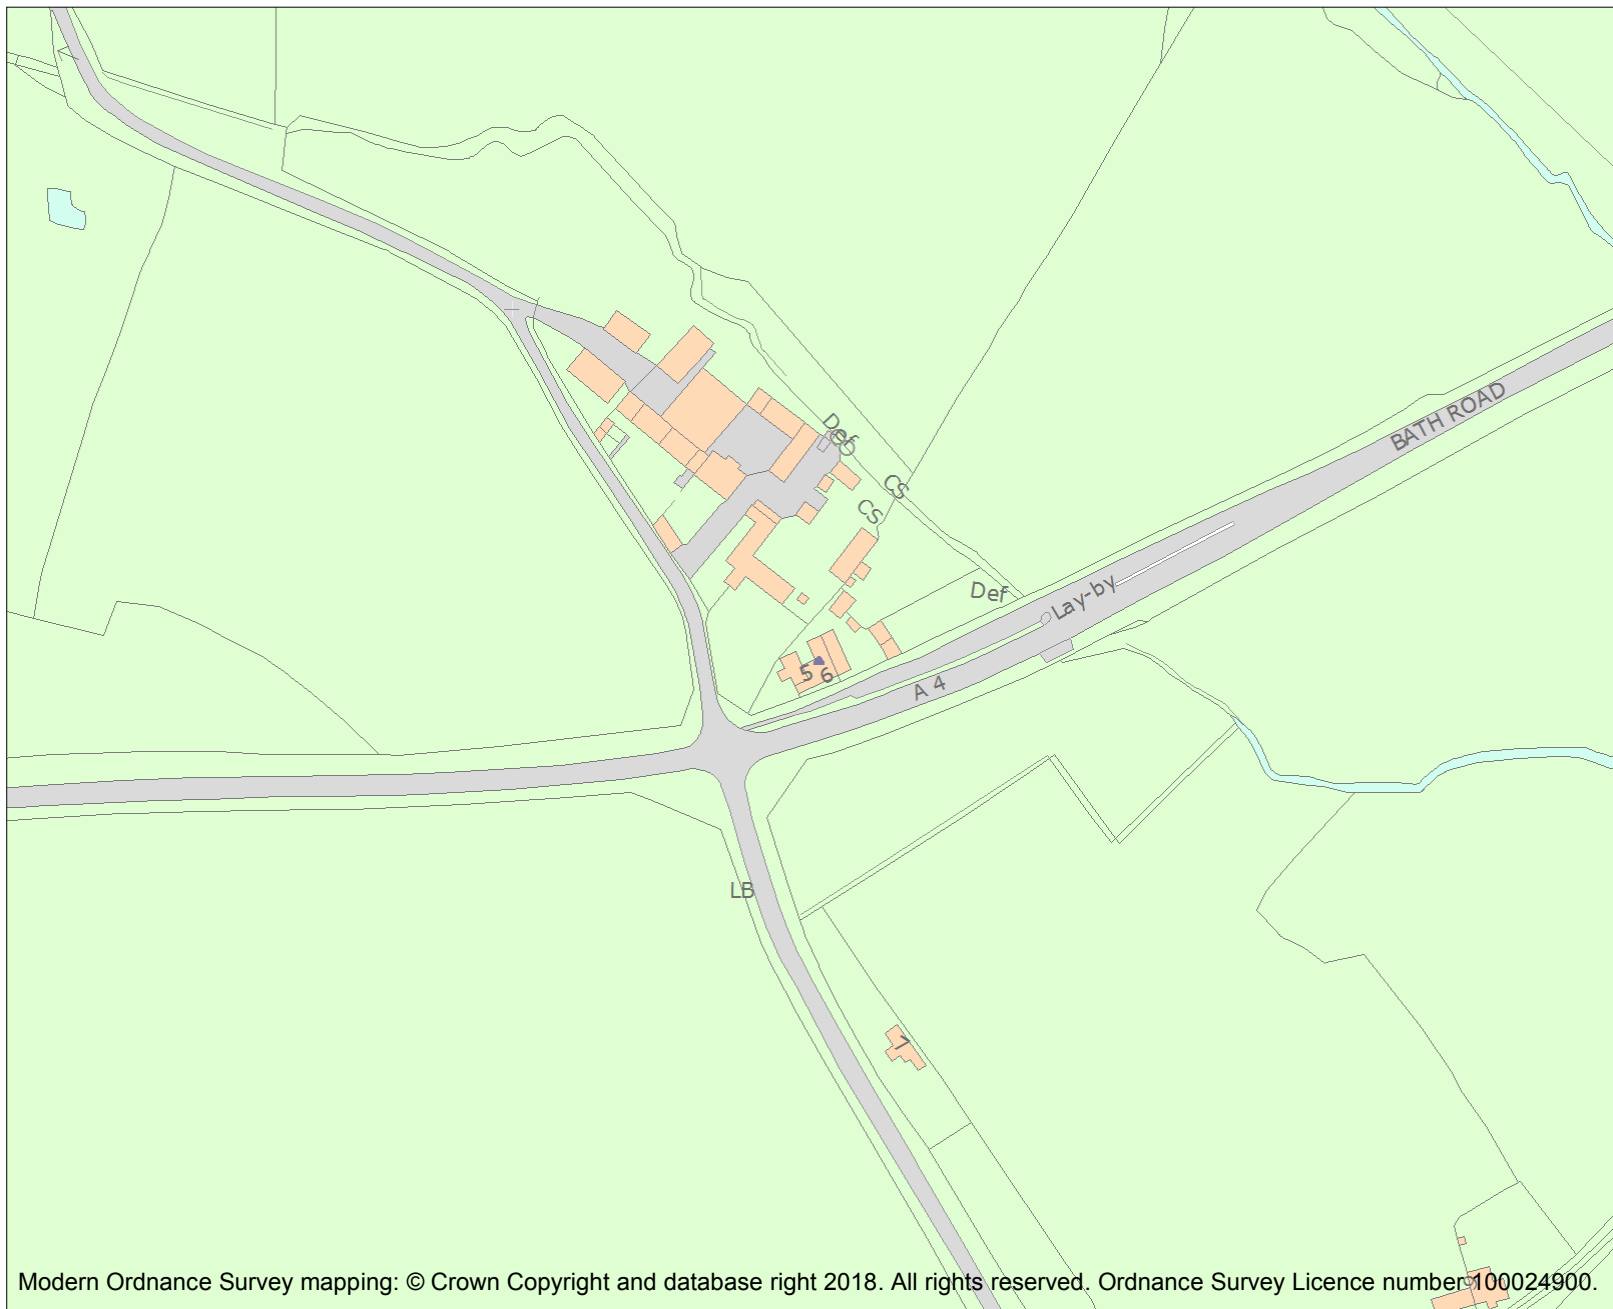 Def
CS
CS
Def
BATH ROAD
Lay-by
5
6
A 4
LB
7
Modern Ordnance Survey mapping: © Crown Copyright and database right 2018. All rights reserved. Ordnance Survey Licence number 100024900.